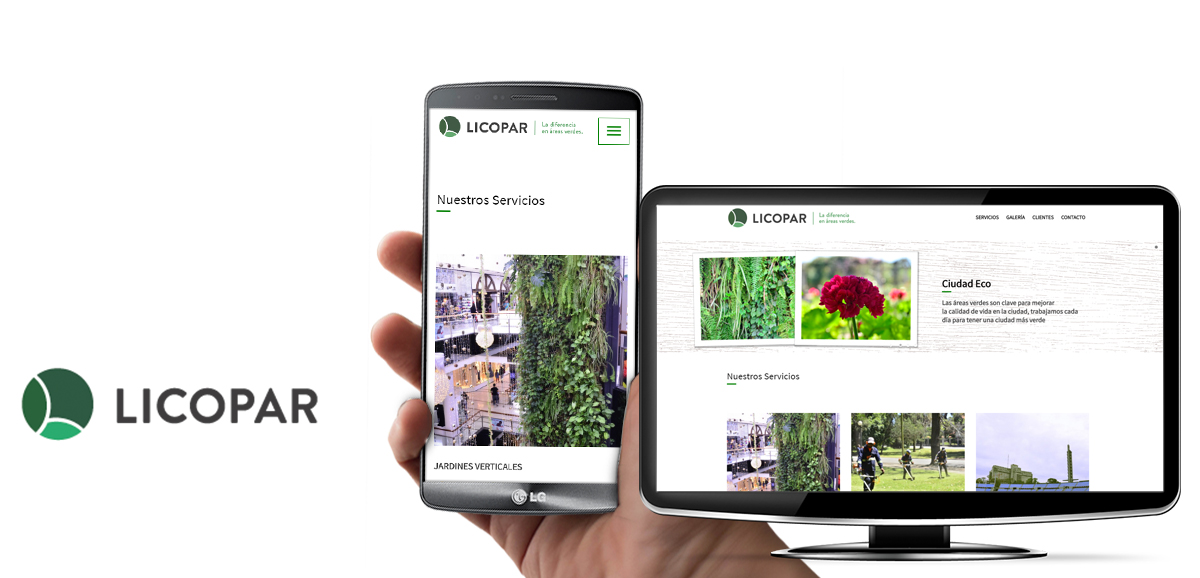 LICOPAR
LICOPAR
La diferencia
en áreas verdes.
Nuestros Servicios
JARDINES VERTICALES
LG
LICOPAR
La diferencia
en áreas verdes.
SERVICIOS GALERÍA CLIENTES CONTACTO
Ciudad Eco
Las áreas verdes son clave para mejorar
la calidad de vida en la ciudad, trabajamos cada
día para tener una ciudad más verde
Nuestros Servicios